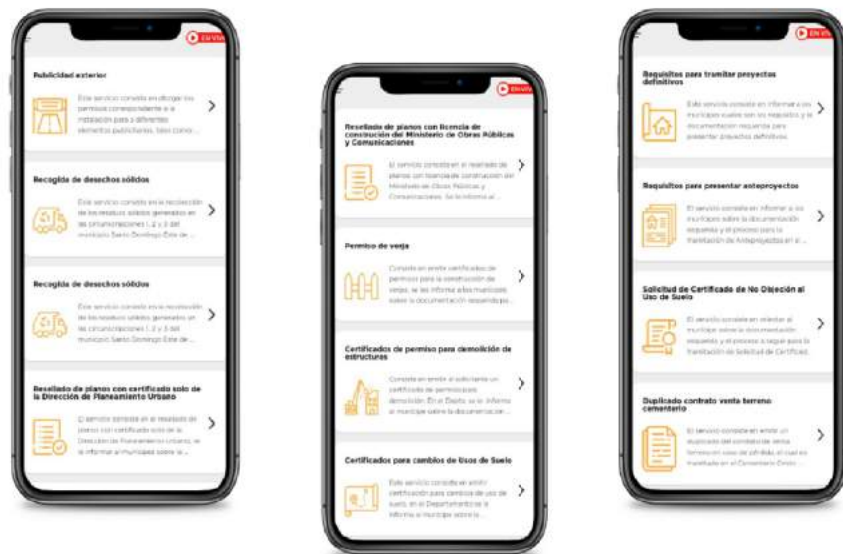 EN VIVO
Publicidad exterior
Este servicio consiste en otorgar los
permisos correspondiente a la
instalación para a diferentes
elementos publicitarios, tales como ...
Recogida de desechos sólidos
Este servicio consiste en la recolección
de los residuos sólidos generados en
las circunscripciones 1, 2 y 3 del
municipio Santo Domingo Este de ...
Recogida de desechos sólidos
Este servicio consiste en la recolección
de los residuos sólidos generados en
las circunscripciones 1, 2 y 3 del
municipio Santo Domingo Este de ...
Resellado de planos con certificado solo de
la Dirección de Planeamiento Urbano
El servicio consiste en el resellado de
planos con certificado solo de la
Dirección de Planeamiento Urbano, se
le informa al munícipe sobre la ...
EN VIVO
Resellado de planos con licencia de
construcción del Ministerio de Obras Públicas
y Comunicaciones
El servicio consiste en el resellado de
planos con licencia de construcción del
Ministerio de Obras Públicas y
Comunicaciones. Se le informa al ...
Permiso de verja
Consiste en emitir certificados de
permisos para la construcción de
verjas, se les informa a los munícipes
sobre la documentación requerida pa...
Certificados de permiso para demolición de
estructuras
Consiste en emitir al solicitante un
certificado de permiso para
demolición. En el Depto. se le informa
al munícipe sobre la documentación ...
Certificados para cambios de Usos de Suelo
Este servicio consiste en emitir
certificación para cambios de uso de
suelo, en el Departamento se le
informa al munícipe sobre la ...
EN VIVO
Requisitos para tramitar proyectos
definitivos
Este servicio consiste en informar a los
munícipes cuáles son los requisitos y la
documentación requerida para
presentar proyectos definitivos.
Requisitos para presentar anteproyectos
El servicio consiste en informar a los
munícipes sobre la documentación
requerida y el proceso para la
tramitación de Anteproyectos en el ...
Solicitud de Certificado de No Objeción al
Uso de Suelo
El servicio consiste en orientar al
munícipe sobre la documentación
requerida y el proceso a seguir para la
tramitación de Solicitud de Certificad.
Duplicado contrato venta terreno
cementerio
El servicio consiste en emitir un
duplicado del contrato de venta
terreno en caso de pérdida, el cual es
tramitado en el Cementerio Cristo ...